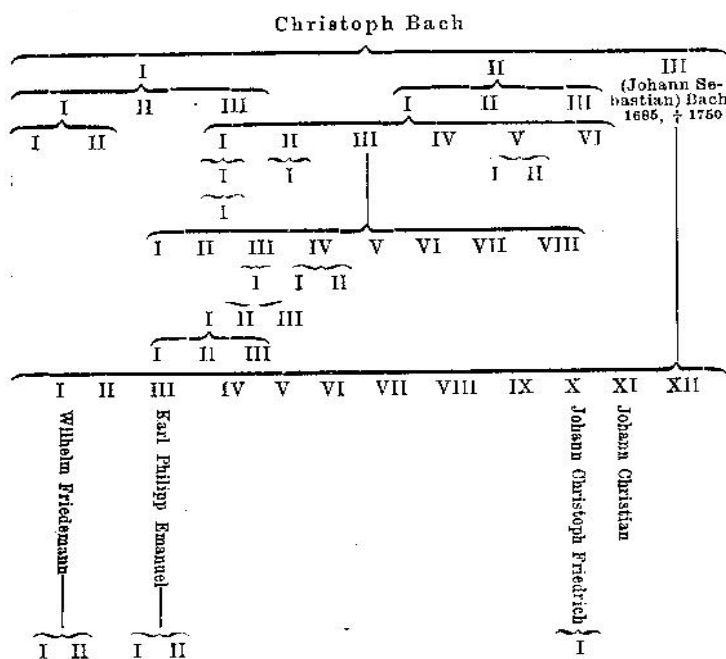 Christoph Bach
I II III
(Johann Se-
bastian) Bach
1685, † 1750
I II III I II III
I II I II III IV V VI
I I I II
I
I II III IV V VI VII VIII
I I II
I II III
I II III
I II III IV V VI VII VIII IX X XI XII
Wilhelm Friedemann
Karl Philipp Emanuel
Johann Christoph Friedrich
Johann Christian
I II I II I